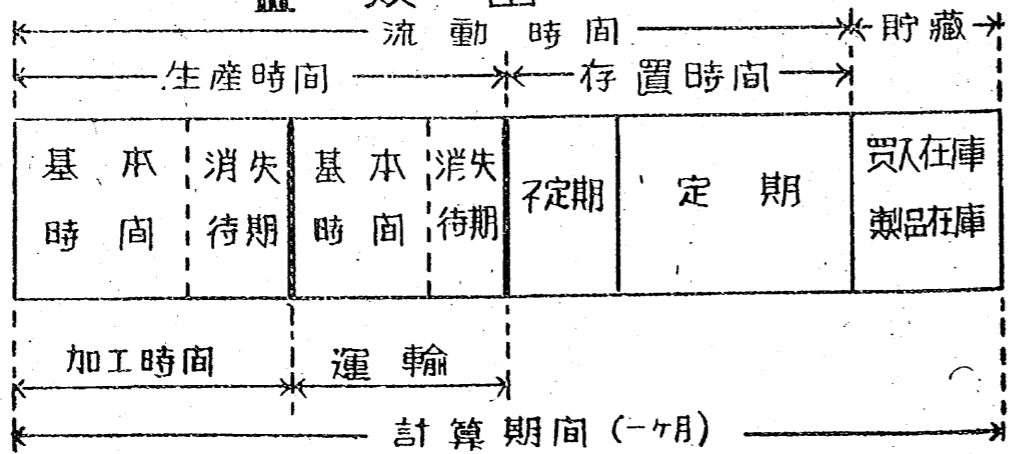 流動時間 貯藏
生産時間 存置時間
基本時間 消失待期 基本時間 消失待期 不定期 定期 買入在庫
製品在庫
加工時間 運輸
計算期間(一ヶ月)